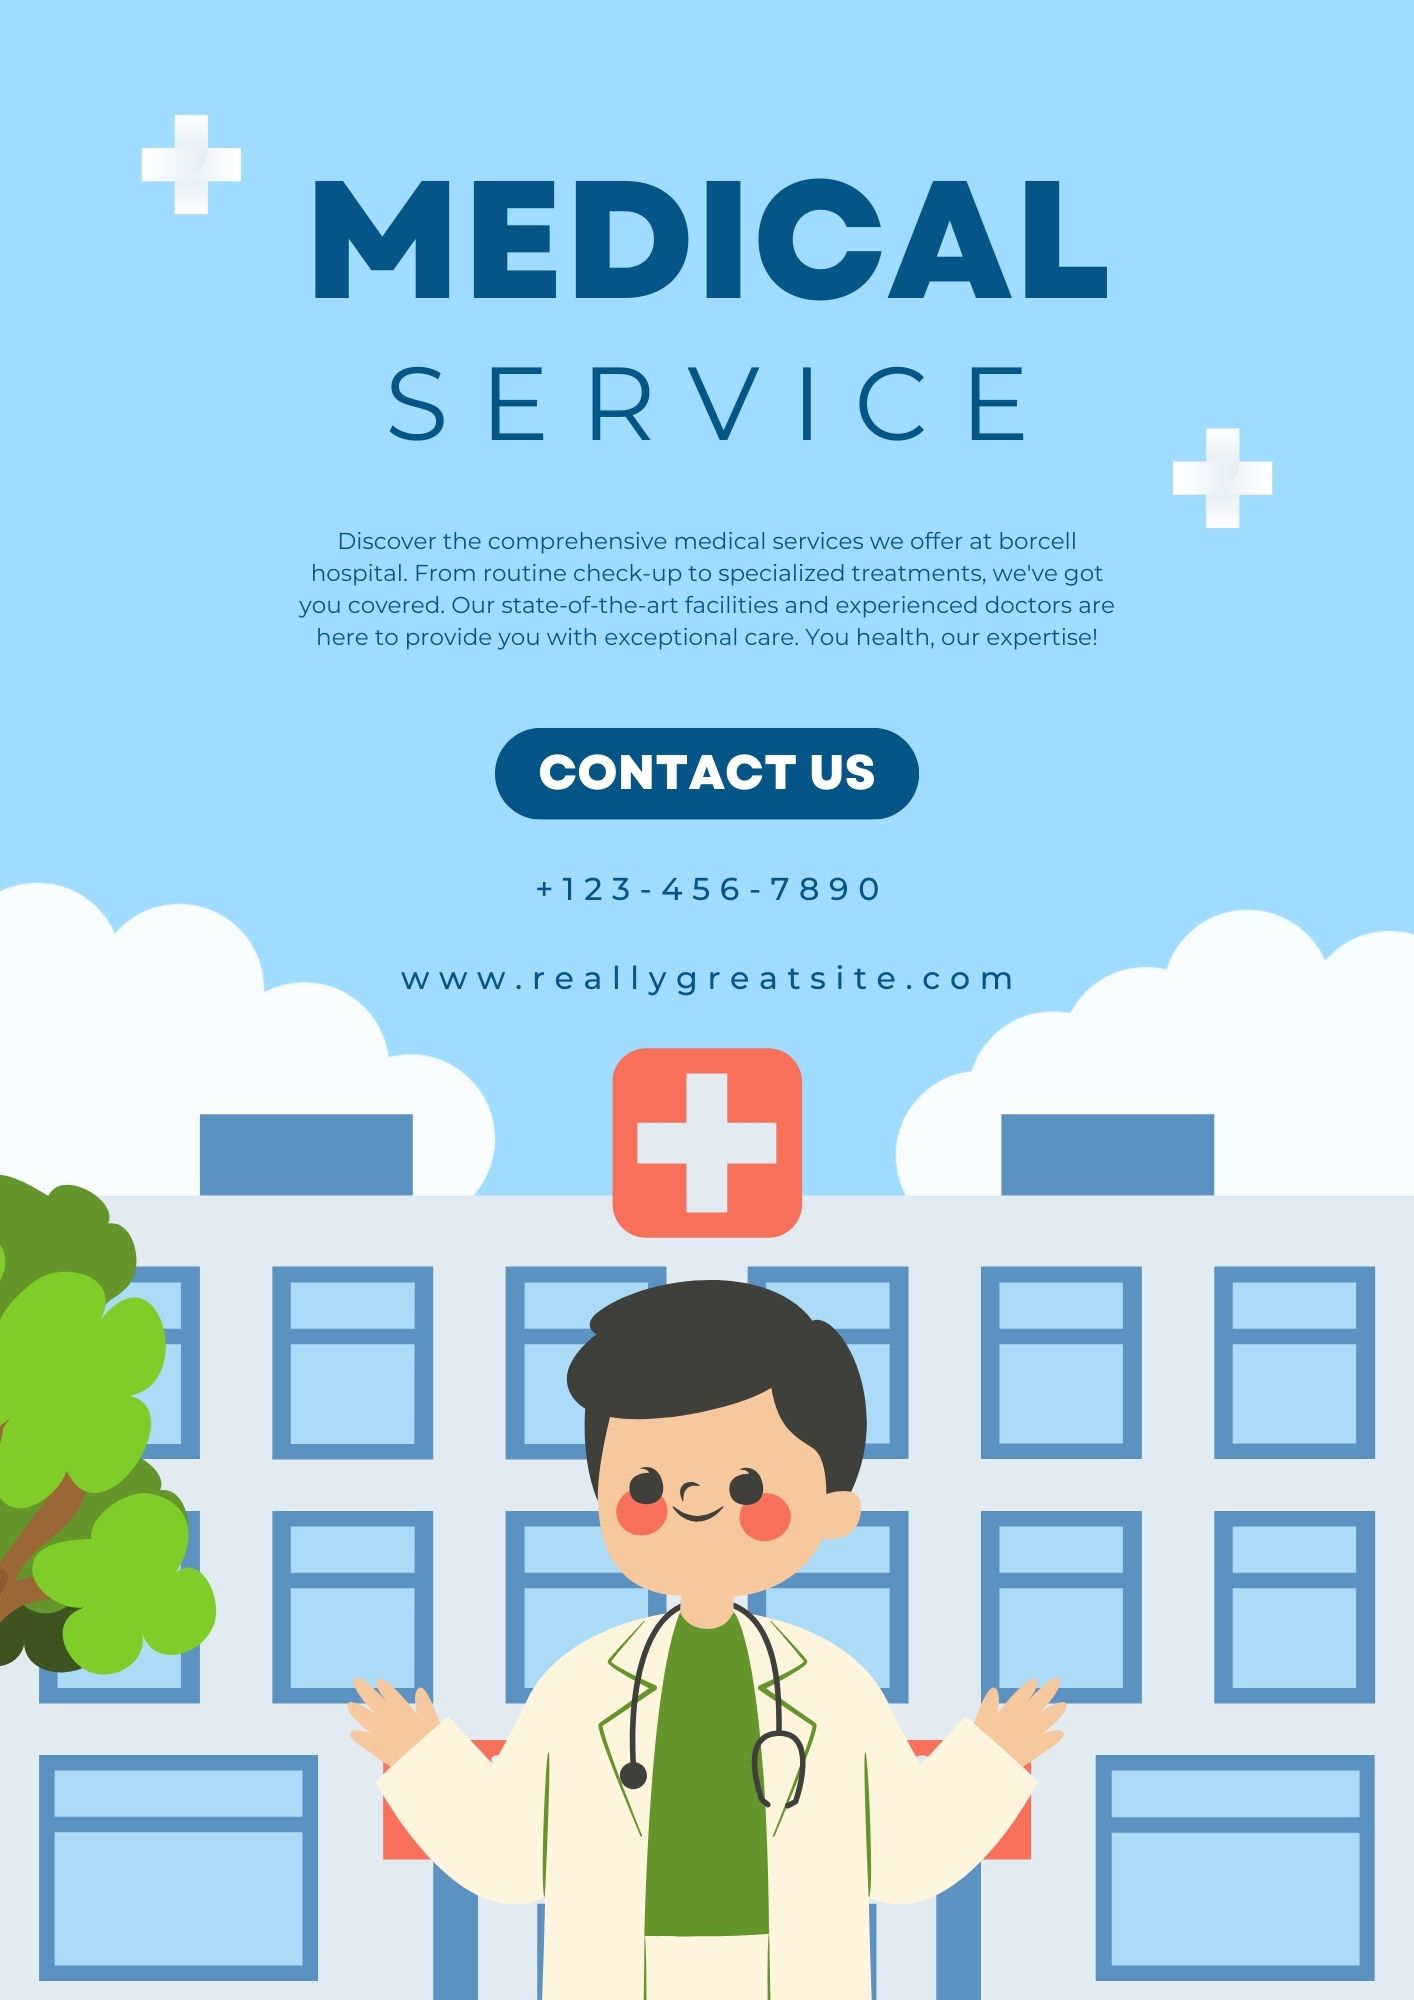 MEDICAL
SERVICE
Discover the comprehensive medical services we offer at borcell
hospital. From routine check-up to specialized treatments, we've got
you covered. Our state-of-the-art facilities and experienced doctors are
here to provide you with exceptional care. You health, our expertise!
CONTACT US
+123-456-7890
www.reallygreatsite.com